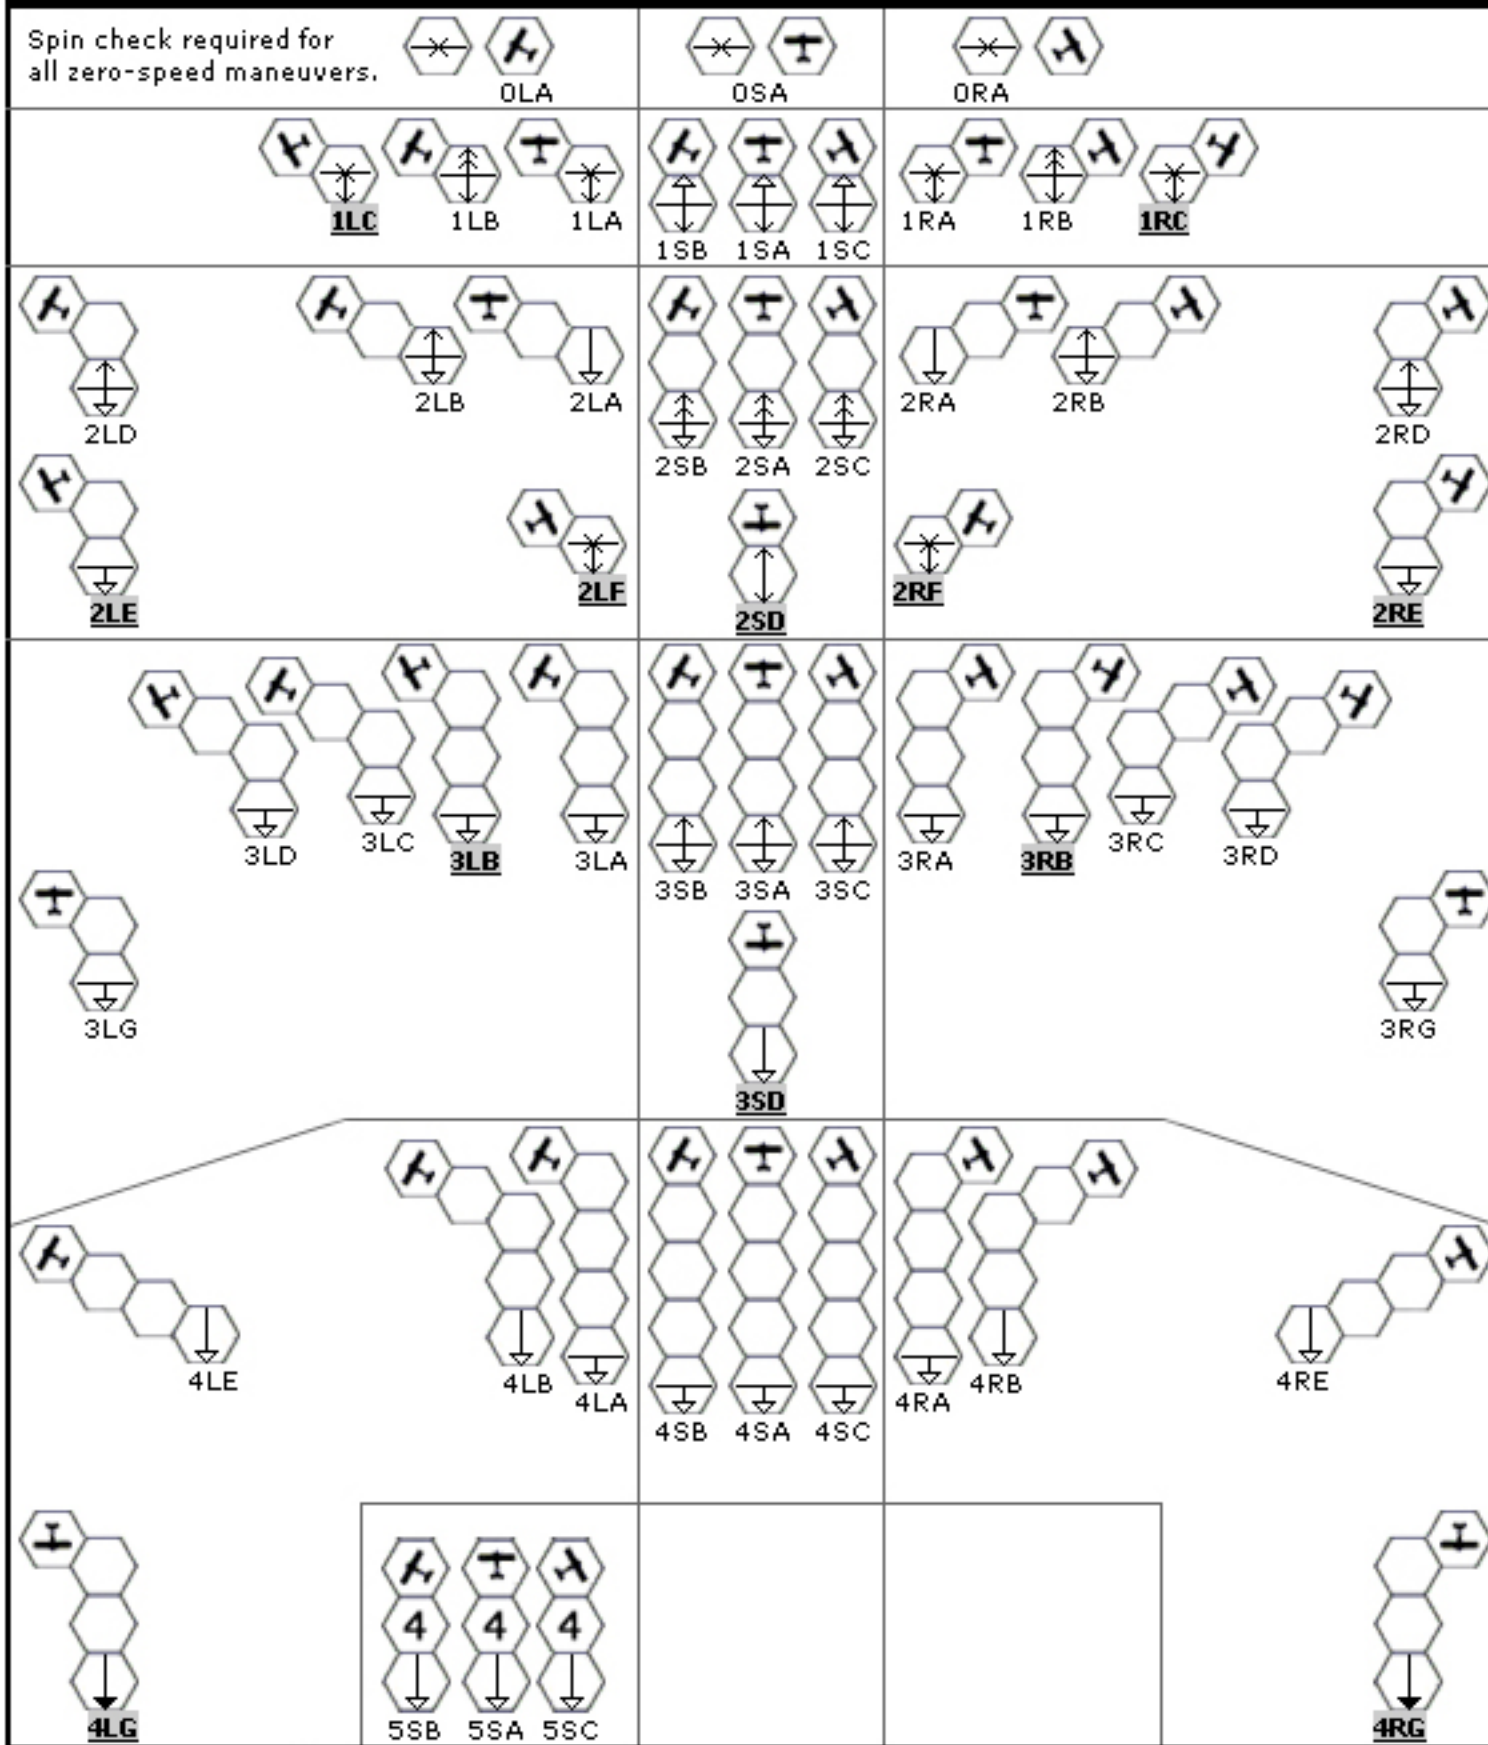 Spin check required for
all zero-speed maneuvers.
0LA 0SA 0RA
1LC 1LB 1LA 1RA 1RB 1RC
1SB 1SA 1SC
2LB 2LA 2RA 2RB
2LD 2RD
2SB 2SA 2SC
2LF 2RF
2LE 2SD 2RE
3LD 3LC 3LB 3LA 3RA 3RB 3RC 3RD
3SB 3SA 3SC
3LG 3RG
3SD
4LE 4LB 4RB 4RE
4LA 4RA
4SB 4SA 4SC
4 4 4
4LG 5SB 5SA 5SC 4RG